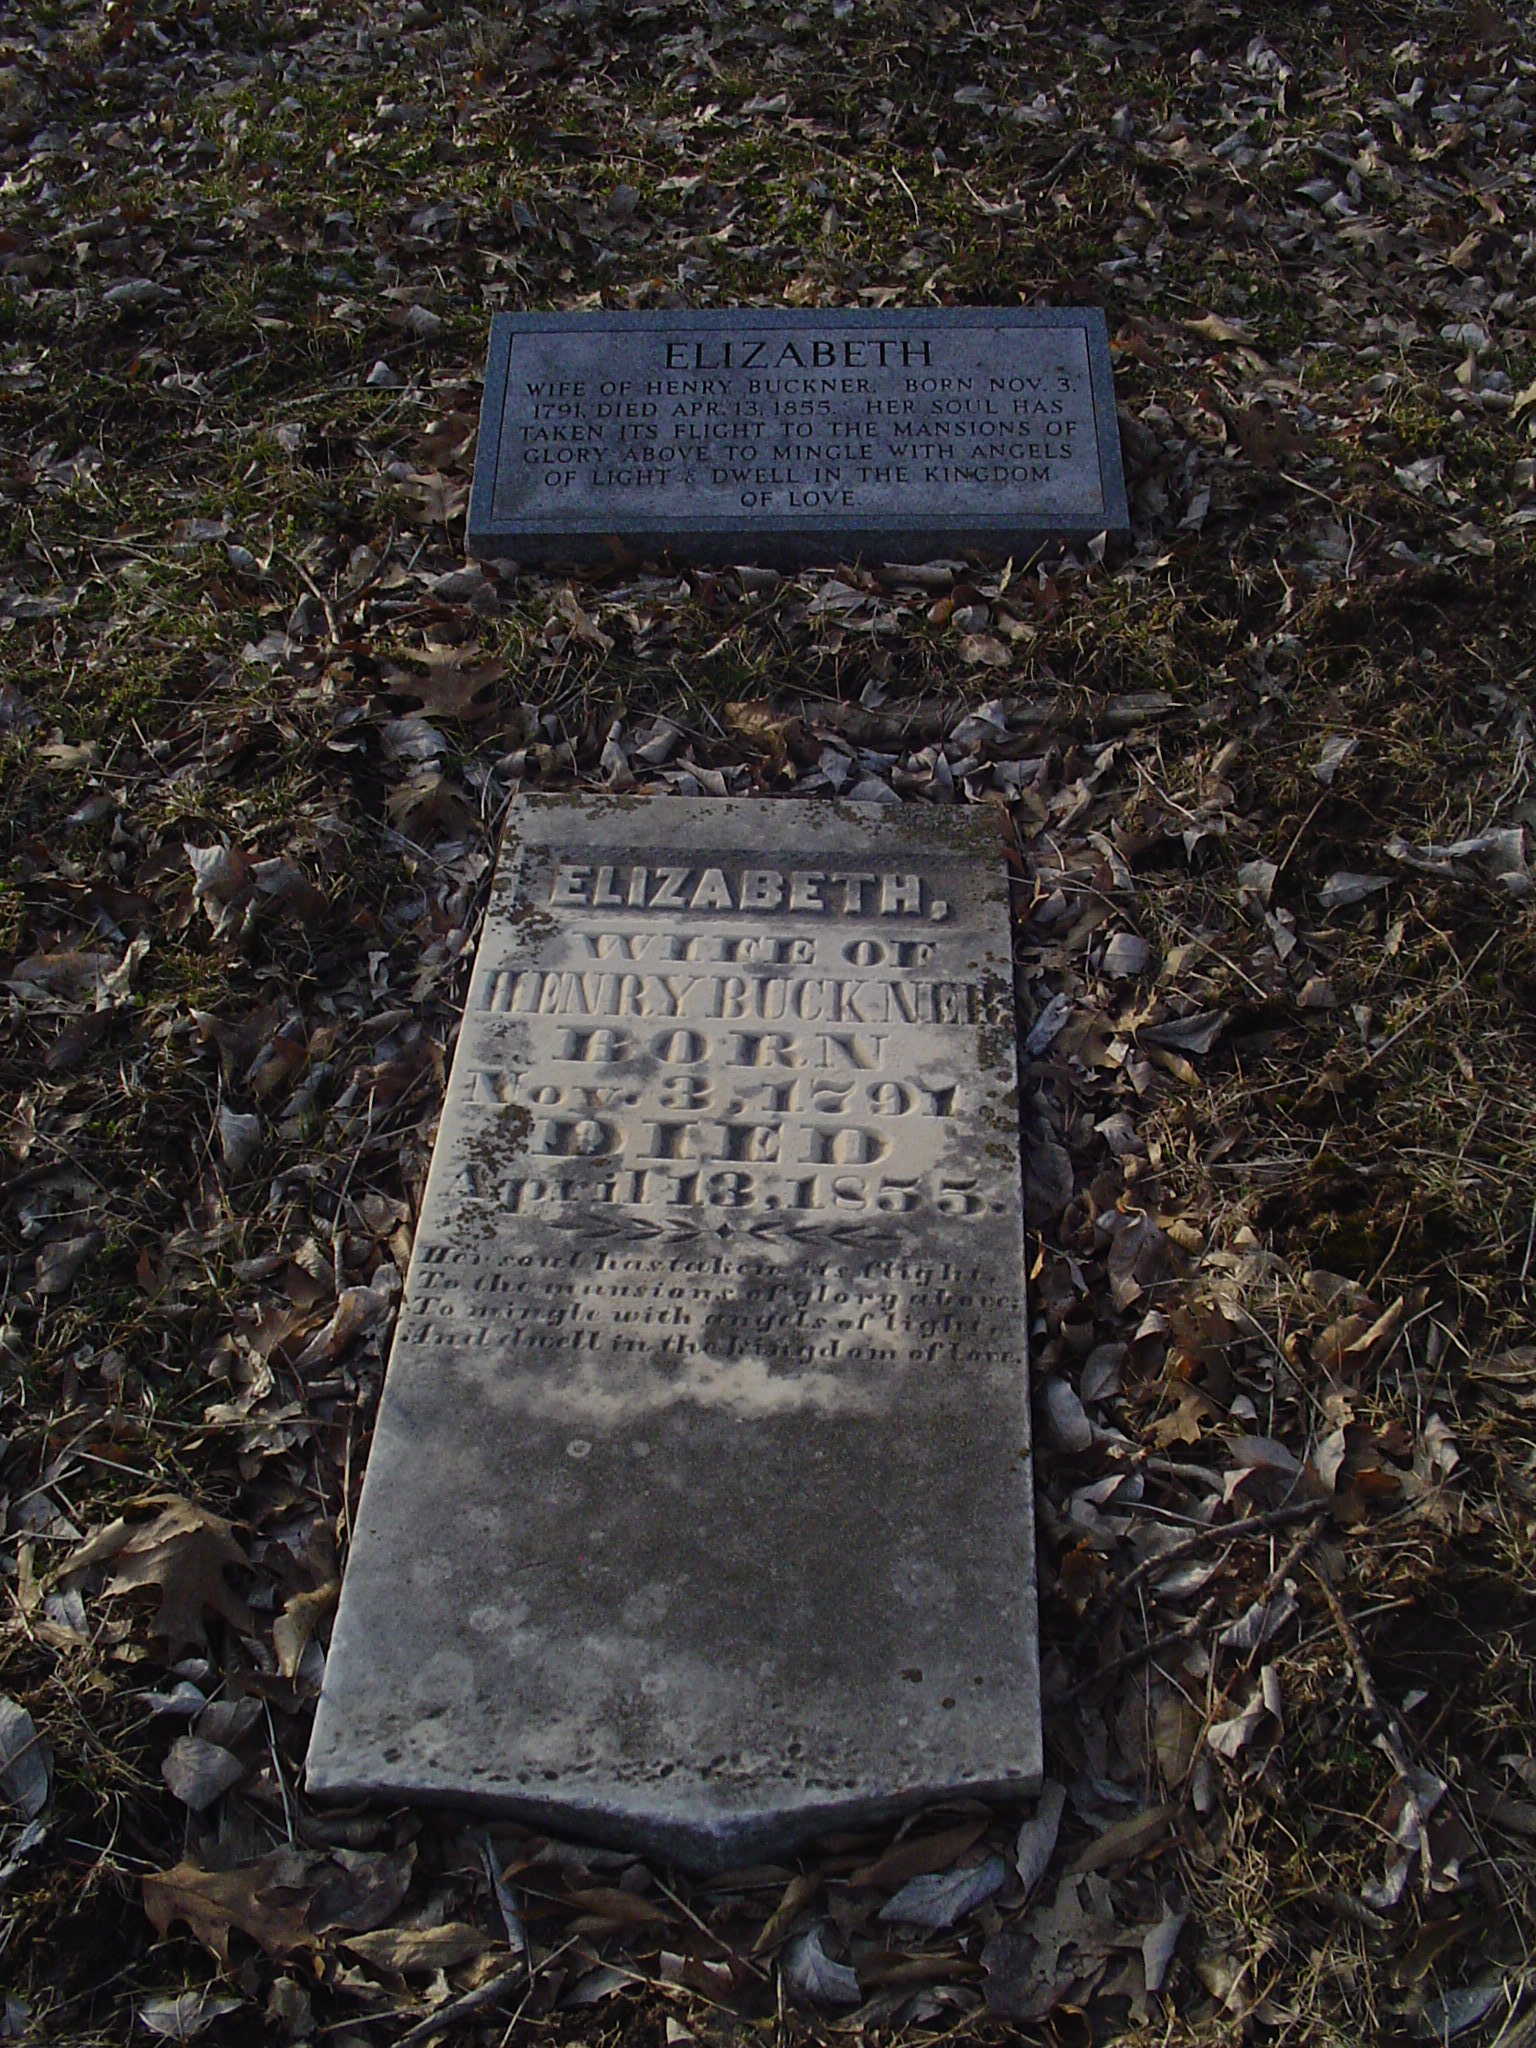 ELIZABETH
WIFE OF HENRY BUCKNER. BORN NOV. 3.
1791, DIED APR. 13, 1855. HER SOUL HAS
TAKEN ITS FLIGHT TO THE MANSIONS OF
GLORY ABOVE TO MINGLE WITH ANGELS
OF LIGHT & DWELL IN THE KINGDOM
OF LOVE.
ELIZABETH,
WIFE OF
HENRY BUCKNER
BORN
Nov. 3, 1791
DIED
April 13, 1855.
Her soul has taken its flight,
To the mansions of glory above;
To mingle with angels of light,
And dwell in the kingdom of love.